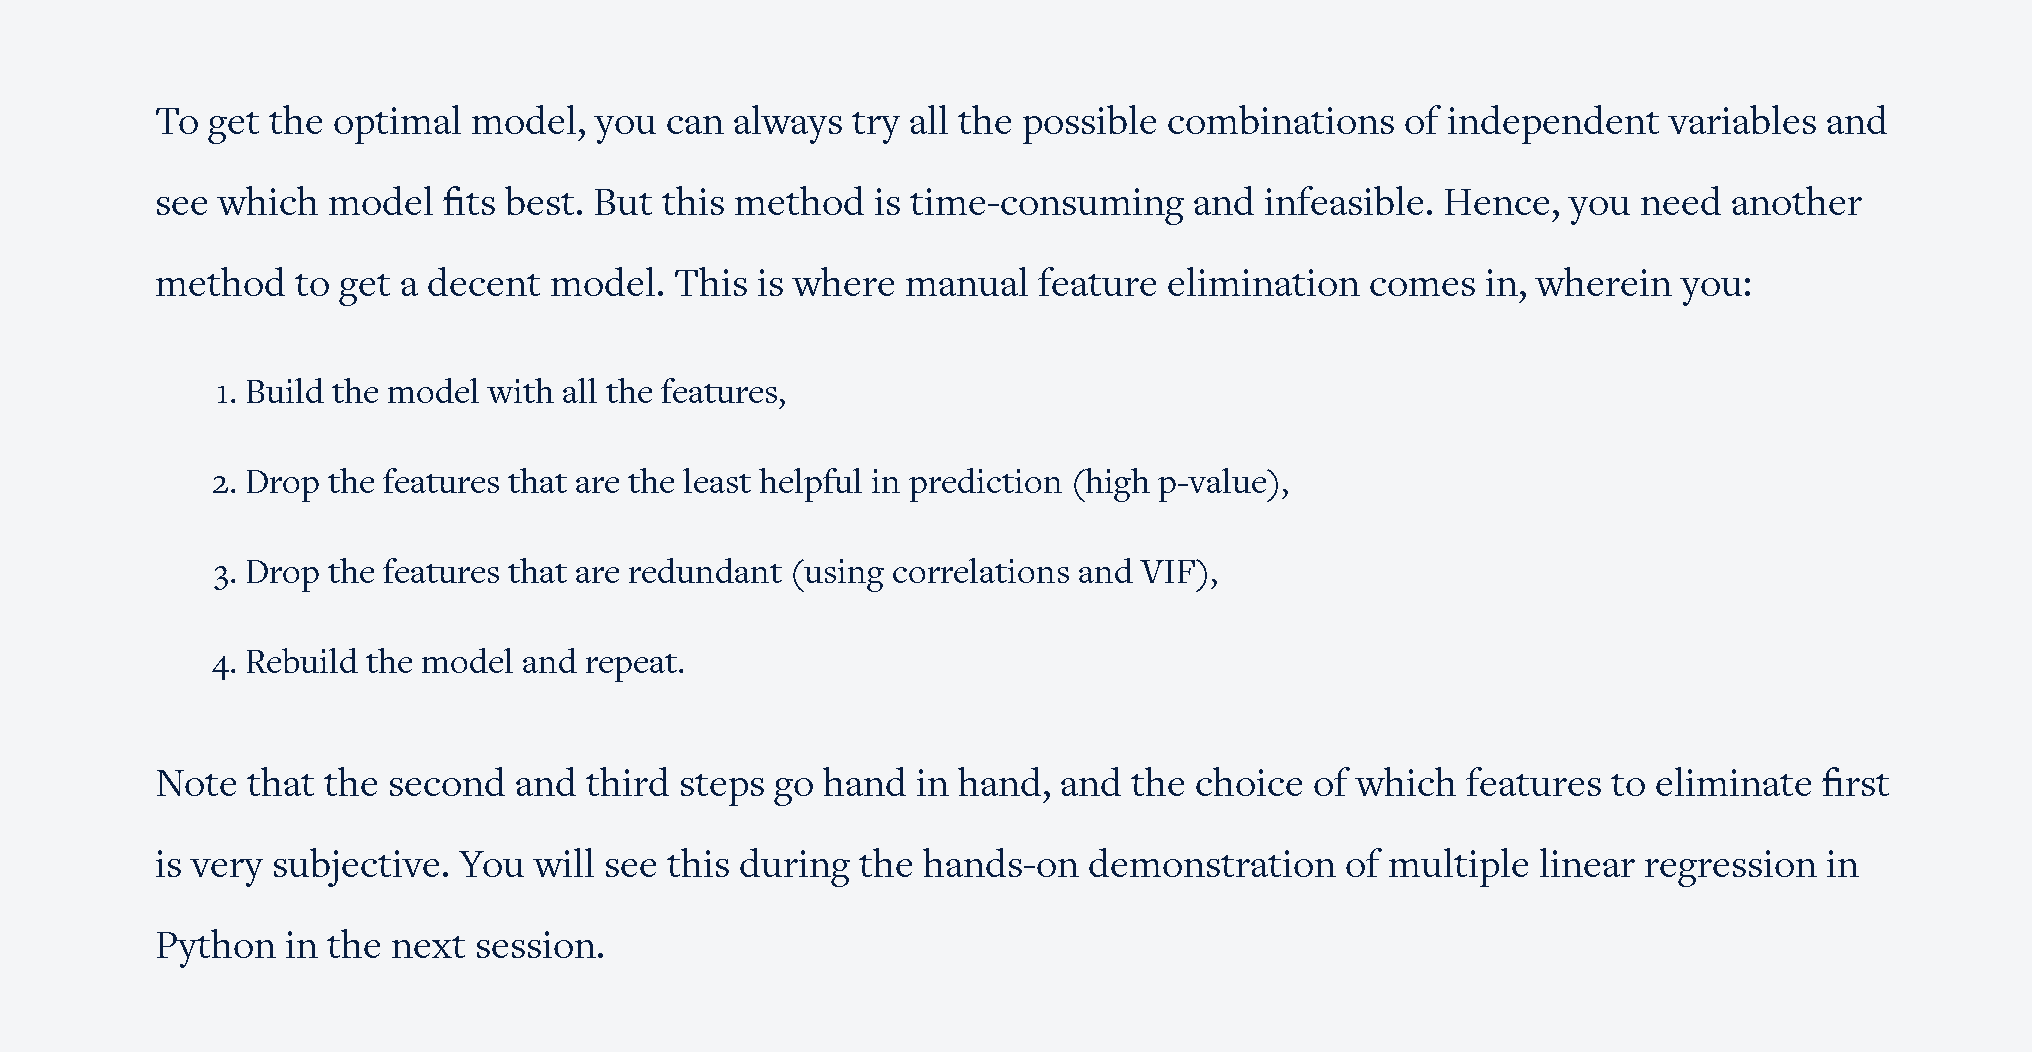 To get the optimal model, you can always try all the possible combinations of independent variables and
see which model fits best. But this method is time-consuming and infeasible. Hence, you need another
method to get a decent model. This is where manual feature elimination comes in, wherein you:
1. Build the model with all the features,
2. Drop the features that are the least helpful in prediction (high p-value),
3. Drop the features that are redundant (using correlations and VIF),
4. Rebuild the model and repeat.
Note that the second and third steps go hand in hand, and the choice of which features to eliminate first
is very subjective. You will see this during the hands-on demonstration of multiple linear regression in
Python in the next session.